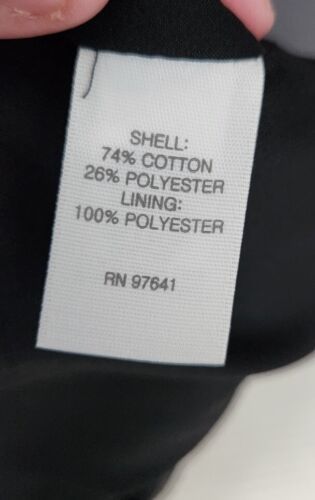 SHELL:
74% COTTON
26% POLYESTER
LINING:
100% POLYESTER
RN 97641